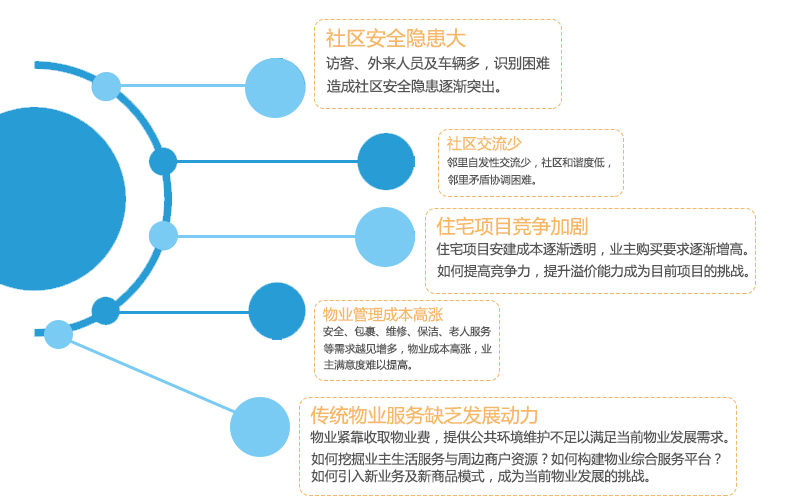 社区安全隐患大
访客、外来人员及车辆多，识别困难
造成社区安全隐患逐渐突出。
社区交流少
邻里自发性交流少，社区和谐度低，
邻里矛盾协调困难。
住宅项目竞争加剧
住宅项目安建成本逐渐透明，业主购买要求逐渐增高。
如何提高竞争力，提升溢价能力成为目前项目的挑战。
物业管理成本高涨
安全、包裹、维修、保洁、老人服务
等需求越见增多，物业成本高涨，业
主满意度难以提高。
传统物业服务缺乏发展动力
物业紧靠收取物业费，提供公共环境维护不足以满足当前物业发展需求。
如何挖掘业主生活服务与周边商户资源？如何构建物业综合服务平台？
如何引入新业务及新商品模式，成为当前物业发展的挑战。